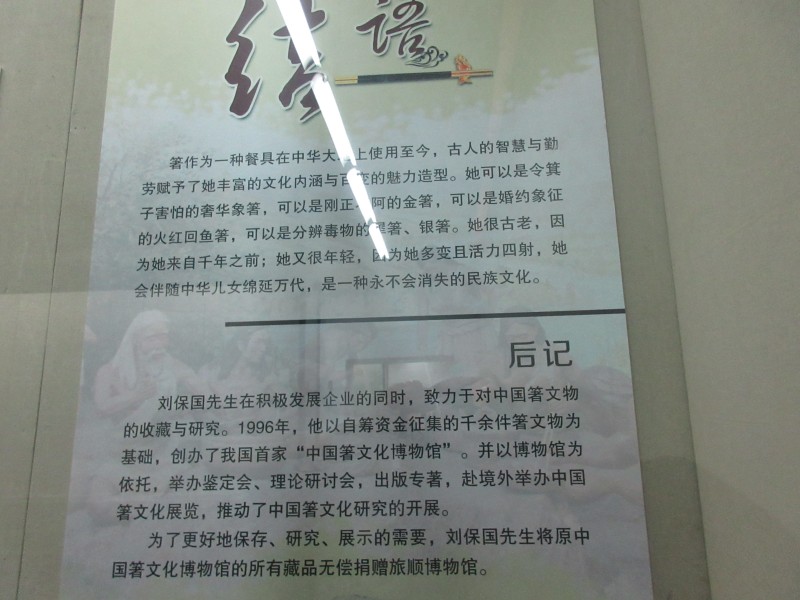 结语
箸作为一种餐具在中华大上使用至今，古人的智慧与勤
劳赋予了她丰富的文化内涵与百变的魅力造型。她可以是令箕
子害怕的奢华象箸，可以是刚正不阿的金箸，可以是婚约象征
的火红回鱼箸，可以是分辨毒物的箸、银箸。她很古老，因
为她来自千年之前；她又很年轻，因为她多变且活力四射，她
会伴随中华儿女绵延万代，是一种永不会消失的民族文化。
后记
刘保国先生在积极发展企业的同时，致力于对中国箸文物
的收藏与研究。1996年，他以自筹资金征集的千余件箸文物为
基础，创办了我国首家“中国箸文化博物馆”。并以博物馆为
依托，举办鉴定会、理论研讨会，出版专著，赴境外举办中国
箸文化展览，推动了中国箸文化研究的开展。
为了更好地保存、研究、展示的需要，刘保国先生将原中
国箸文化博物馆的所有藏品无偿捐赠旅顺博物馆。